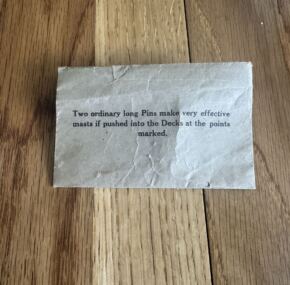 Two ordinary long Pins make very effective
masts if pushed into the Decks at the points
marked.